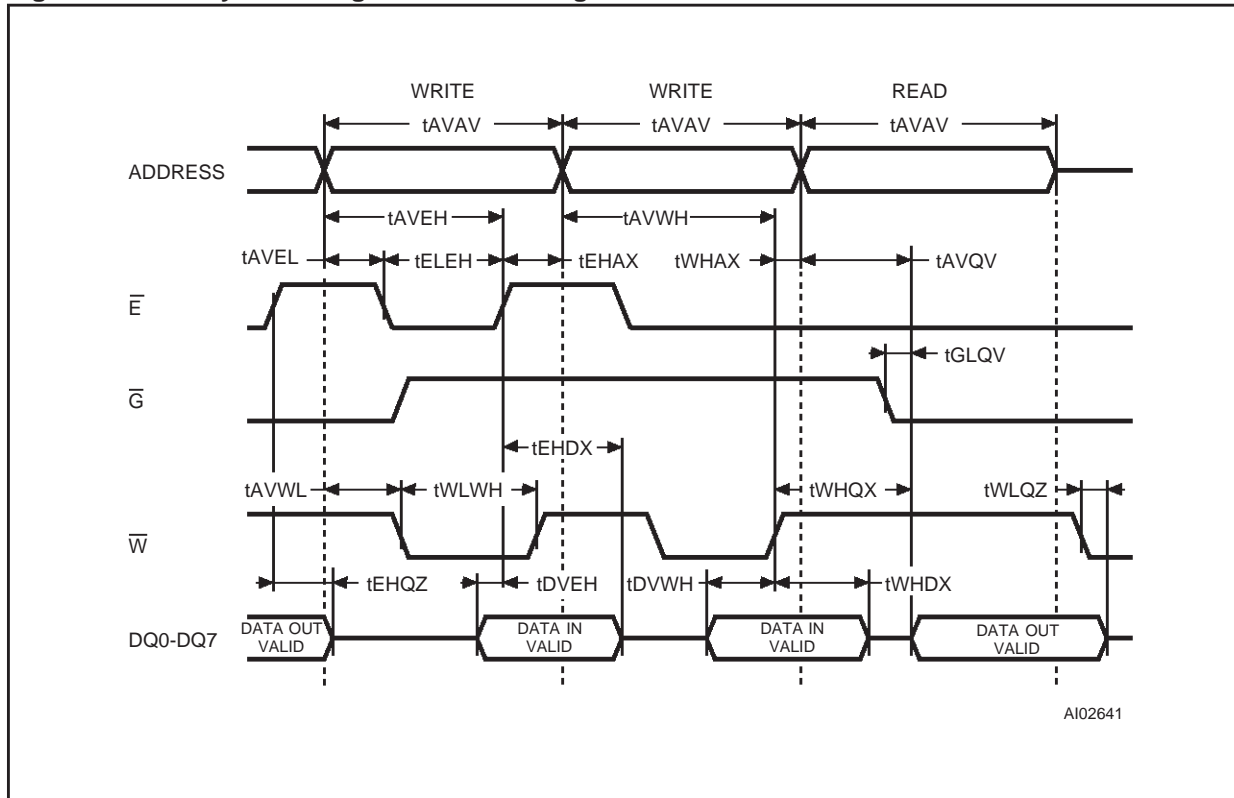 WRITE WRITE READ
tAVAV tAVAV tAVAV
ADDRESS
tAVEH tAVWH
tAVEL tELEH tEHAX tWHAX tAVQV
E
tGLQV
G
tEHDX
tAVWL tWLWH tWHQX tWLQZ
W
tEHQZ tDVEH tDVWH tWHDX
DQ0-DQ7
DATA OUT VALID
DATA IN VALID
DATA IN VALID
DATA OUT VALID
AI02641